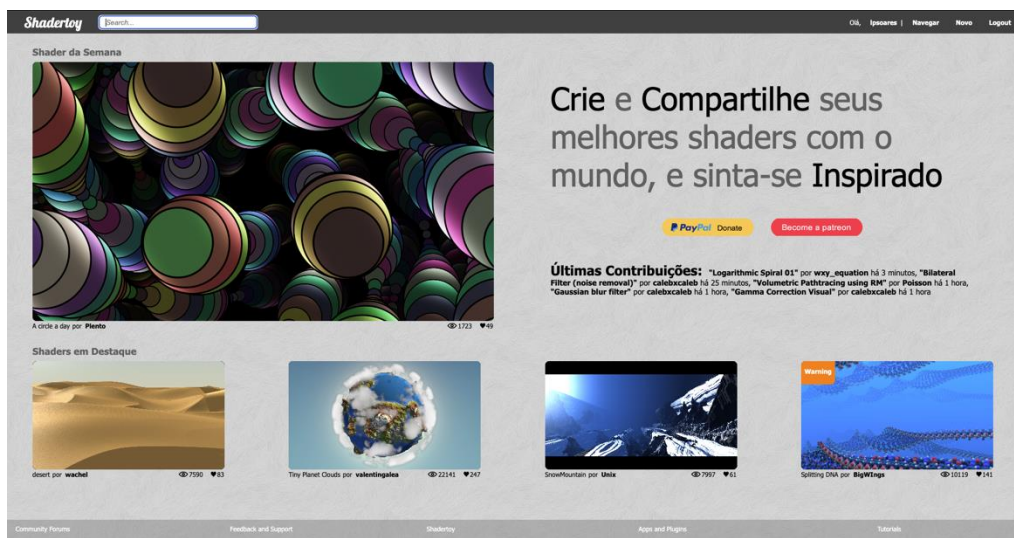 Shadertoy
Search...
Olá, Ipsoares | Navegar Novo Logout
Shader da Semana
A circle a day por Plento 1723 49
Crie e Compartilhe seus
melhores shaders com o
mundo, e sinta-se Inspirado
PayPal Donate
Become a patreon
Últimas Contribuições: "Logarithmic Spiral 01" por wxy_equation há 3 minutos, "Bilateral
Filter (noise removal)" por calebxcaleb há 25 minutos, "Volumetric Pathtracing using RM" por Poisson há 1 hora,
"Gaussian blur filter" por calebxcaleb há 1 hora, "Gamma Correction Visual" por calebxcaleb há 1 hora
Shaders em Destaque
desert por wachel 7590 83
Tiny Planet Clouds por valentingalea 22141 247
SnowMountain por Unix 7997 61
Warning
Splitting DNA por BigWIngs 10119 141
Community Forums
Feedback and Support
Shadertoy
Apps and Plugins
Tutorials